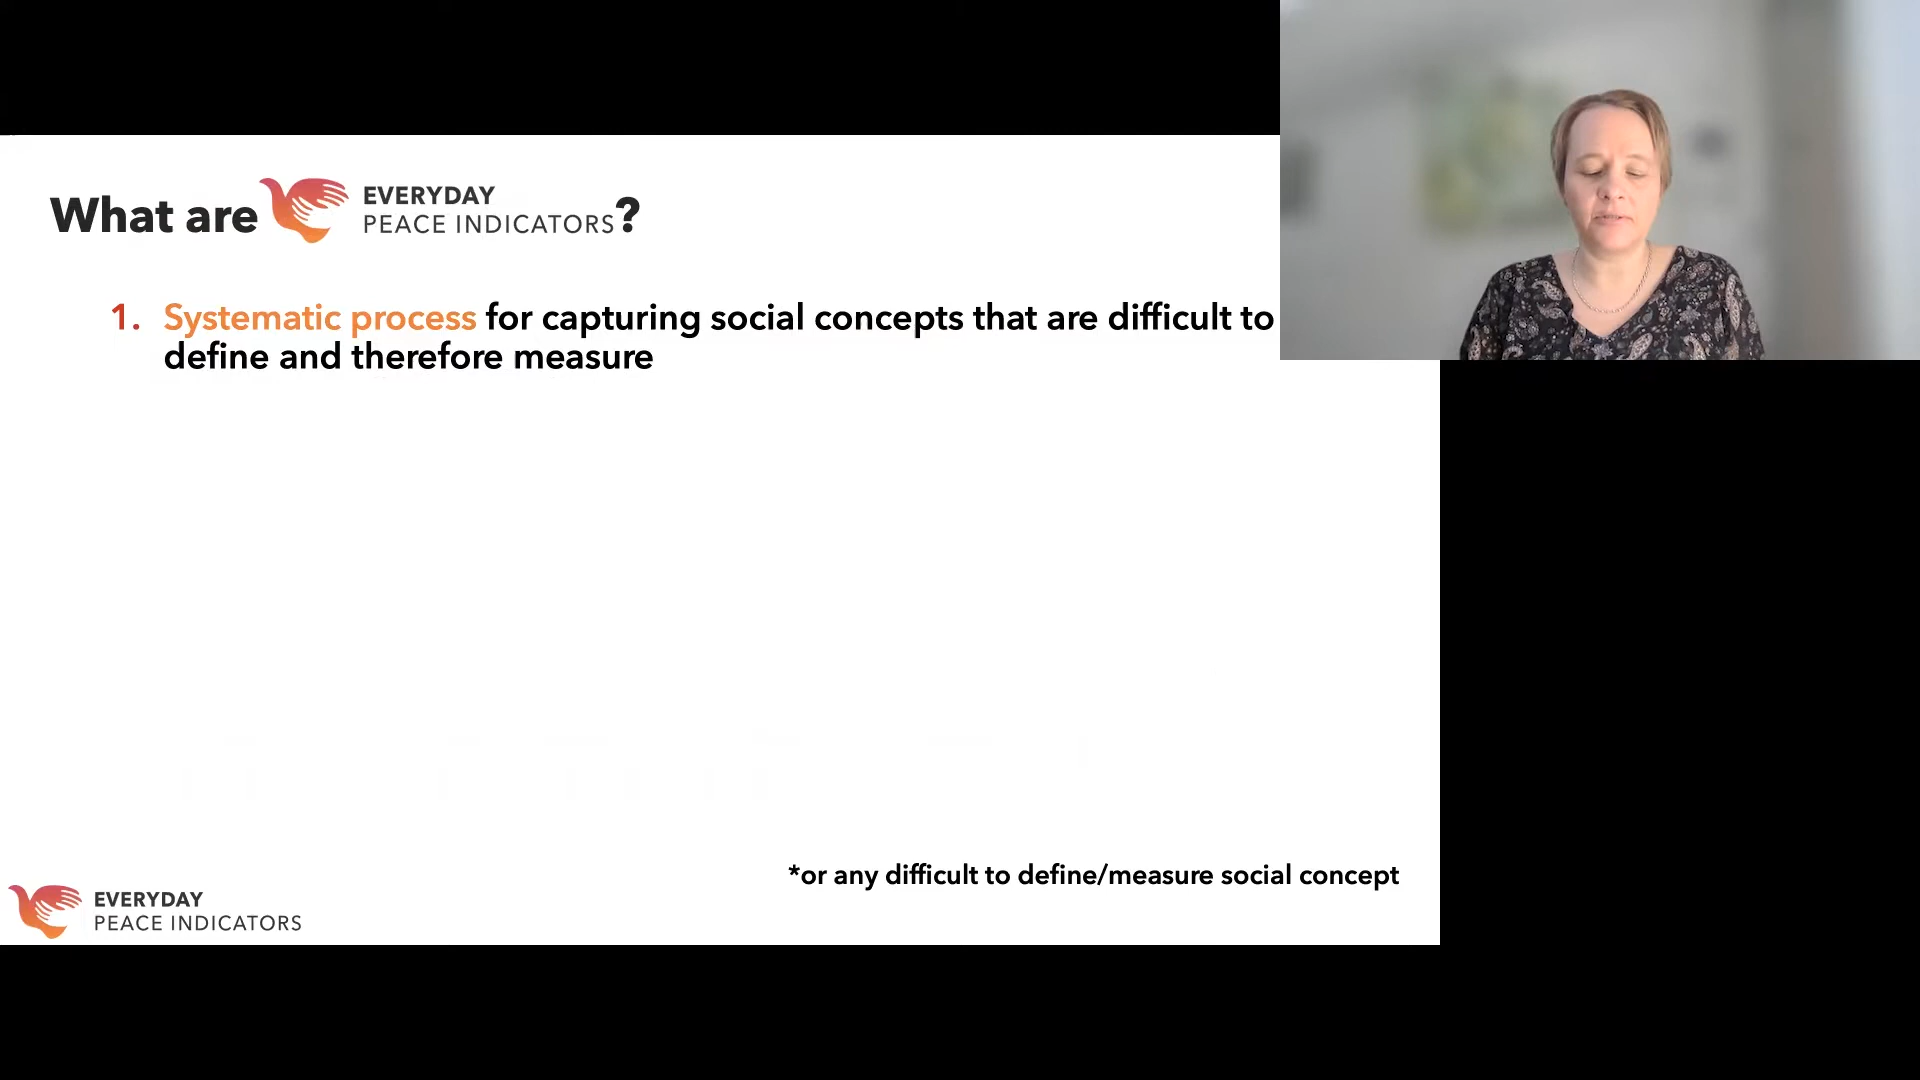 What are EVERYDAY PEACE INDICATORS?
1. Systematic process for capturing social concepts that are difficult to
define and therefore measure
*or any difficult to define/measure social concept
EVERYDAY
PEACE INDICATORS